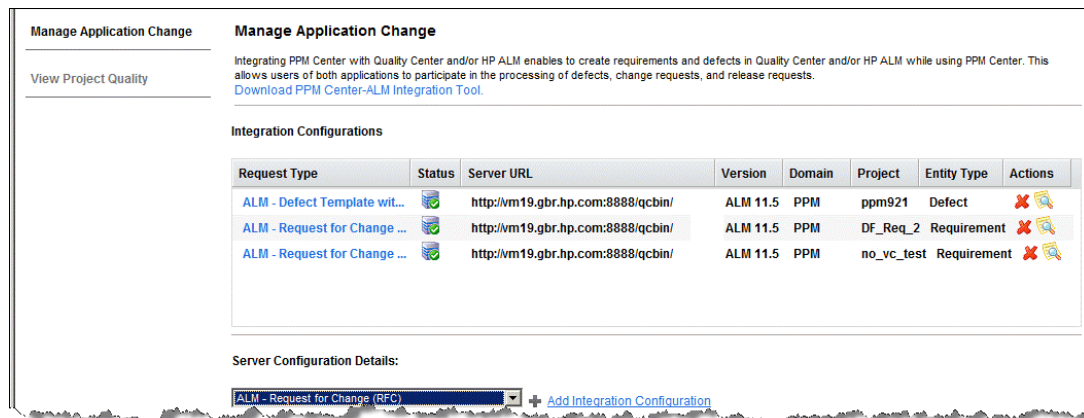 Manage Application Change
View Project Quality
Manage Application Change
Integrating PPM Center with Quality Center and/or HP ALM enables to create requirements and defects in Quality Center and/or HP ALM while using PPM Center. This
allows users of both applications to participate in the processing of defects, change requests, and release requests.
Download PPM Center-ALM Integration Tool.
Integration Configurations
Request Type Status Server URL Version Domain Project Entity Type Actions
ALM - Defect Template wit... http://vm19.gbr.hp.com:8888/qcbin/ ALM 11.5 PPM ppm921 Defect
ALM - Request for Change ... http://vm19.gbr.hp.com:8888/qcbin/ ALM 11.5 PPM DF_Req_2 Requirement
ALM - Request for Change ... http://vm19.gbr.hp.com:8888/qcbin/ ALM 11.5 PPM no_vc_test Requirement
Server Configuration Details:
ALM - Request for Change (RFC) Add Integration Configuration